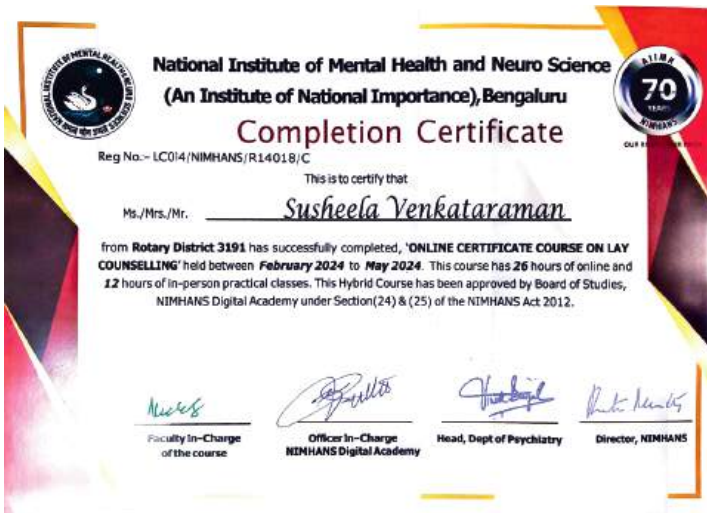 National Institute of Mental Health and Neuro Science
(An Institute of National Importance), Bengaluru
Completion Certificate
Reg No:- LC014/NIMHANS/R14018/C
This is to certify that
Ms./Mrs./Mr. Susheela Venkataraman
from Rotary District 3191 has successfully completed, 'ONLINE CERTIFICATE COURSE ON LAY
COUNSELLING' held between February 2024 to May 2024. This course has 26 hours of online and
12 hours of in-person practical classes. This Hybrid Course has been approved by Board of Studies,
NIMHANS Digital Academy under Section(24) & (25) of the NIMHANS Act 2012.
Faculty In-Charge
of the course
Officer In-Charge
NIMHANS Digital Academy
Head, Dept of Psychiatry
Director, NIMHANS
70
YEARS
NIMHANS